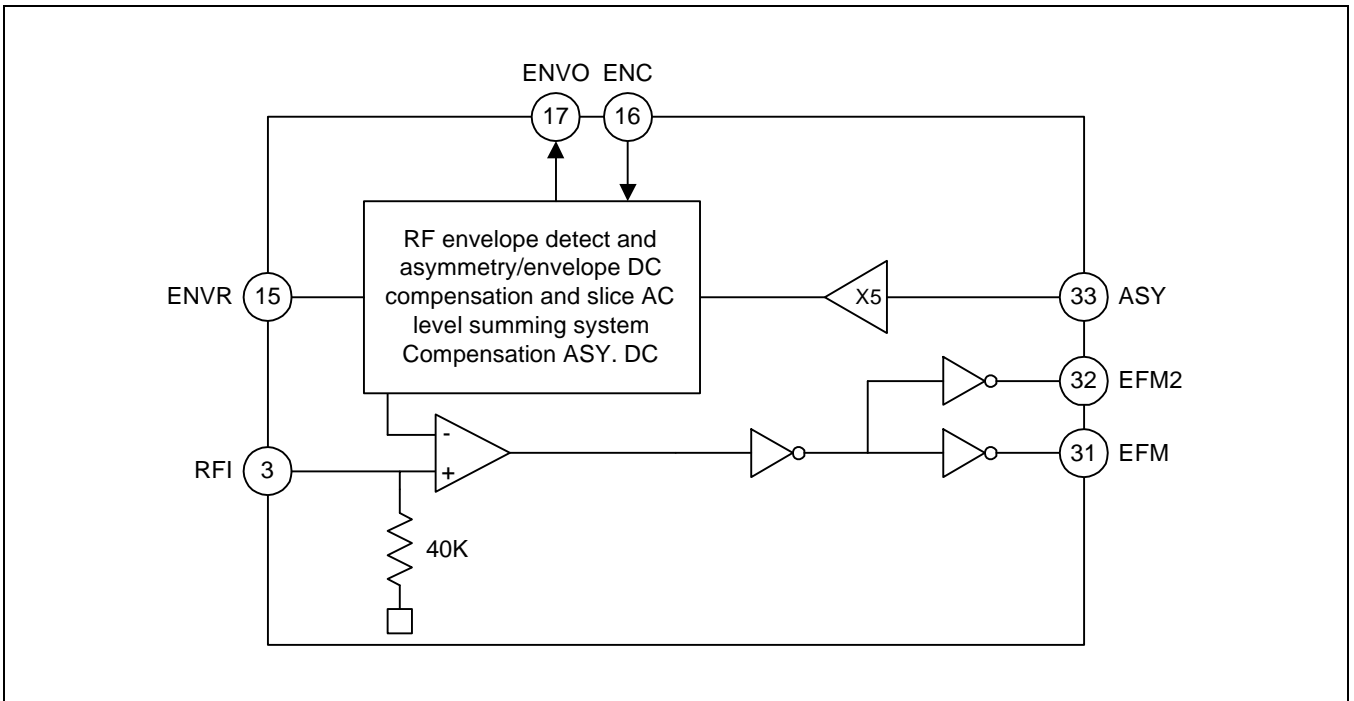 ENVO ENC
17 16
RF envelope detect and
asymmetry/envelope DC
compensation and slice AC
level summing system
Compensation ASY. DC
ENVR 15
X5
33 ASY
32 EFM2
-
RFI 3
+
31 EFM
40K